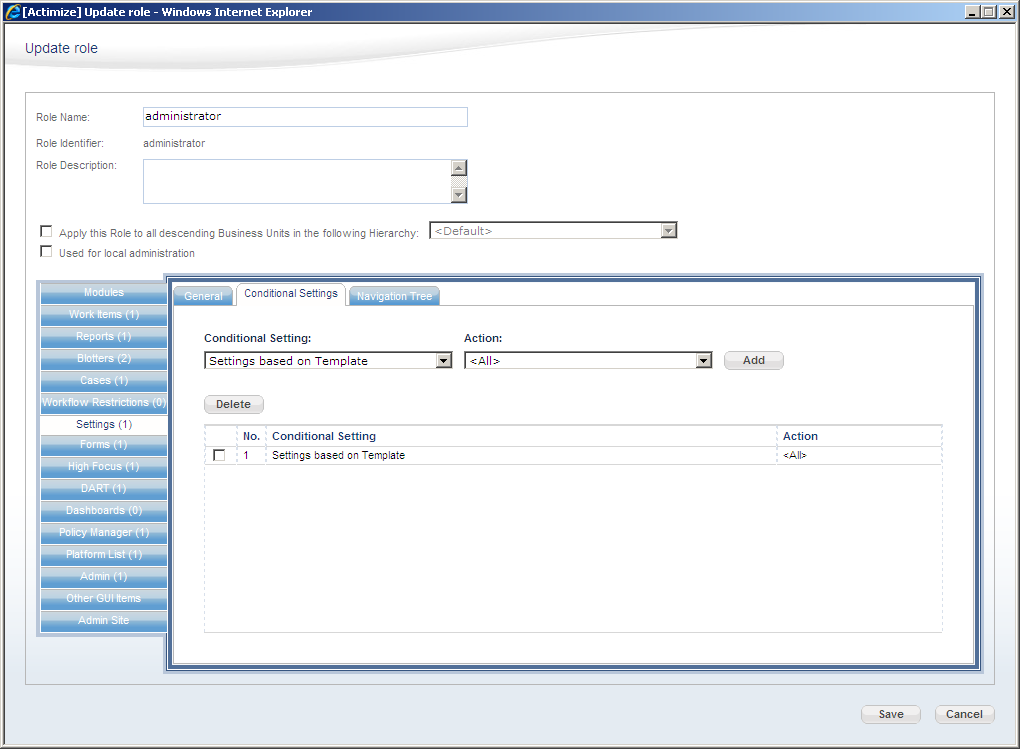 [Actimize] Update role - Windows Internet Explorer
Update role
Role Name: administrator
Role Identifier: administrator
Role Description:
Apply this Role to all descending Business Units in the following Hierarchy: <Default>
Used for local administration
Modules
Work Items (1)
Reports (1)
Blotters (2)
Cases (1)
Workflow Restrictions (0)
Settings (1)
Forms (1)
High Focus (1)
DART (1)
Dashboards (0)
Policy Manager (1)
Platform List (1)
Admin (1)
Other GUI Items
Admin Site
General Conditional Settings Navigation Tree
Conditional Setting: Action:
Settings based on Template <All> Add
Delete
No. Conditional Setting Action
1 Settings based on Template <All>
Save Cancel